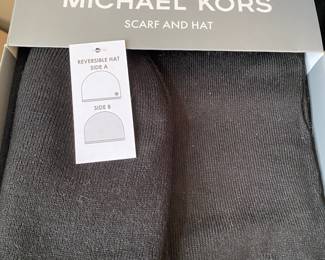 MICHAEL KORS
SCARF AND HAT
REVERSIBLE HAT
SIDE A
SIDE B